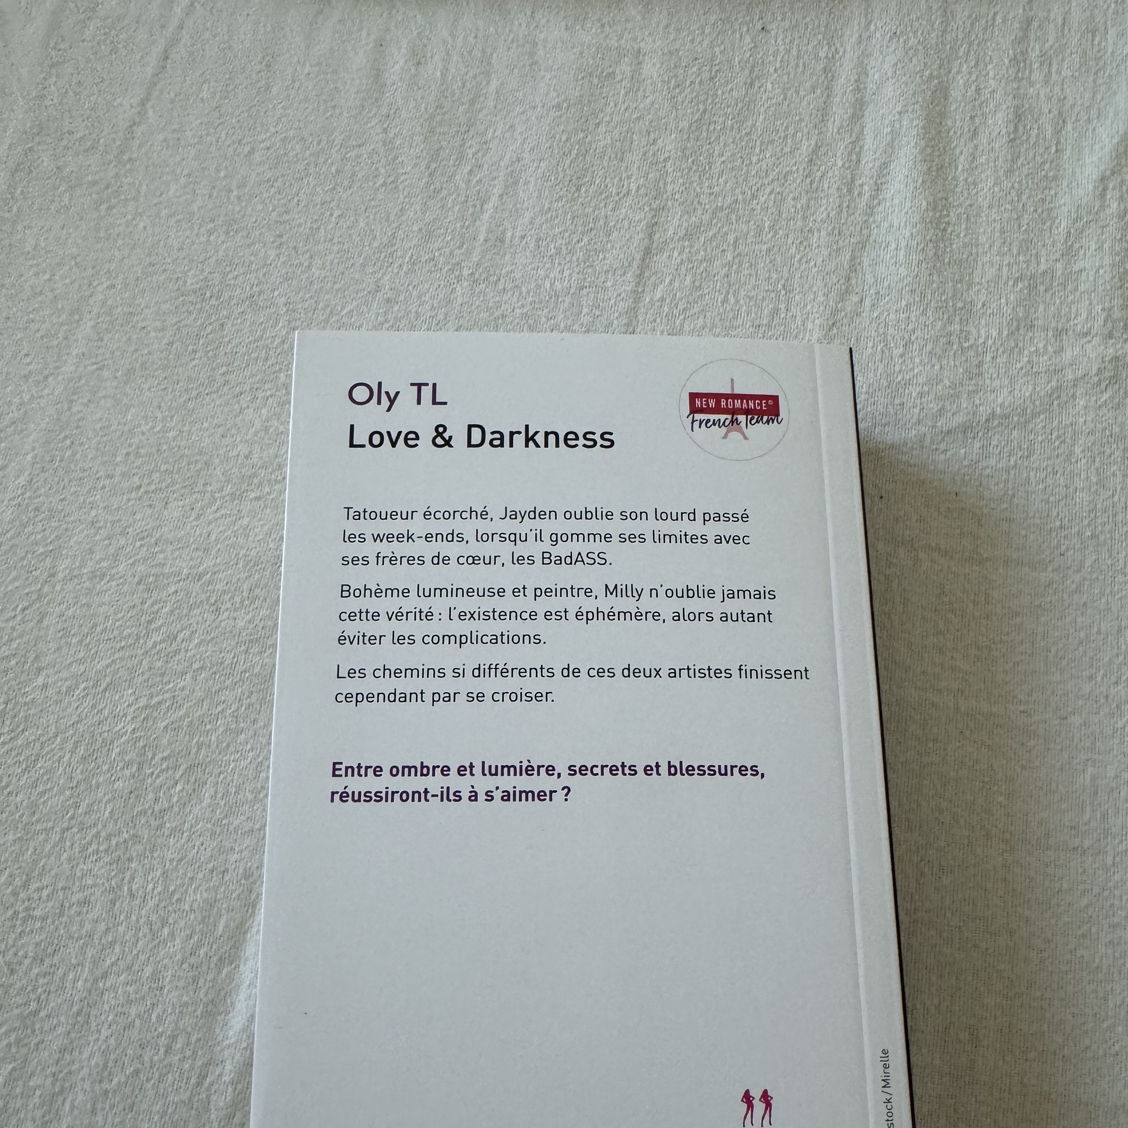 Oly TL
Love & Darkness
NEW ROMANCE®
French Team
Tatoueur écorché, Jayden oublie son lourd passé
les week-ends, lorsqu'il gomme ses limites avec
ses frères de cœur, les BadASS.
Bohème lumineuse et peintre, Milly n'oublie jamais
cette vérité : l'existence est éphémère, alors autant
éviter les complications.
Les chemins si différents de ces deux artistes finissent
cependant par se croiser.
Entre ombre et lumière, secrets et blessures,
réussiront-ils à s'aimer ?
stock / Mirelle